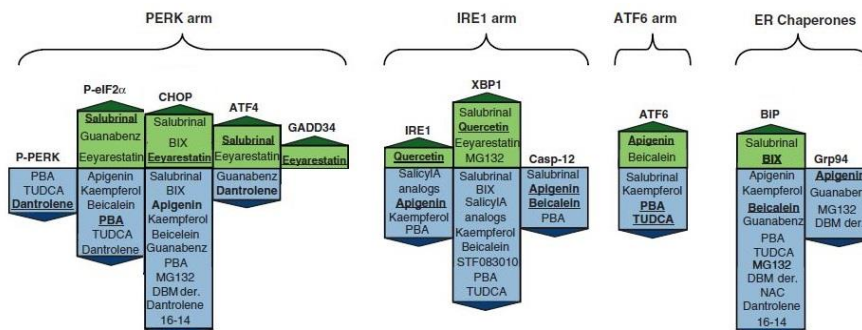 PERK arm
IRE1 arm
ATF6 arm
ER Chaperones
P-PERK
PBA
TUDCA
Dantrolene
P-eIF2α
Salubrinal
Guanabenz
Eeyarestatin
Apigenin
Kaempferol
Beicalein
PBA
TUDCA
Dantrolene
CHOP
Salubrinal
BIX
Eeyarestatin
Salubrinal
BIX
Apigenin
Kaempferol
Beicelein
Guanabenz
PBA
MG132
DBM der.
Dantrolene
16-14
ATF4
Salubrinal
Eeyarestatin
Guanabenz
Dantrolene
GADD34
Eeyarestatin
IRE1
Quercetin
SalicylA
analogs
Apigenin
Kaempferol
PBA
XBP1
Salubrinal
Quercetin
Eeyarestatin
MG132
Salubrinal
BIX
SalicylA
analogs
Kaempferol
Beicalein
STF083010
PBA
TUDCA
Casp-12
Salubrinal
Apigenin
Beicalein
PBA
ATF6
Apigenin
Beicalein
Salubrinal
Kaempferol
PBA
TUDCA
BIP
Salubrinal
BIX
Apigenin
Kaempferol
Beicalein
Guanabenz
PBA
TUDCA
MG132
DBM der.
NAC
Dantrolene
16-14
Grp94
Apigenin
Guanaber
MG132
DBM der.